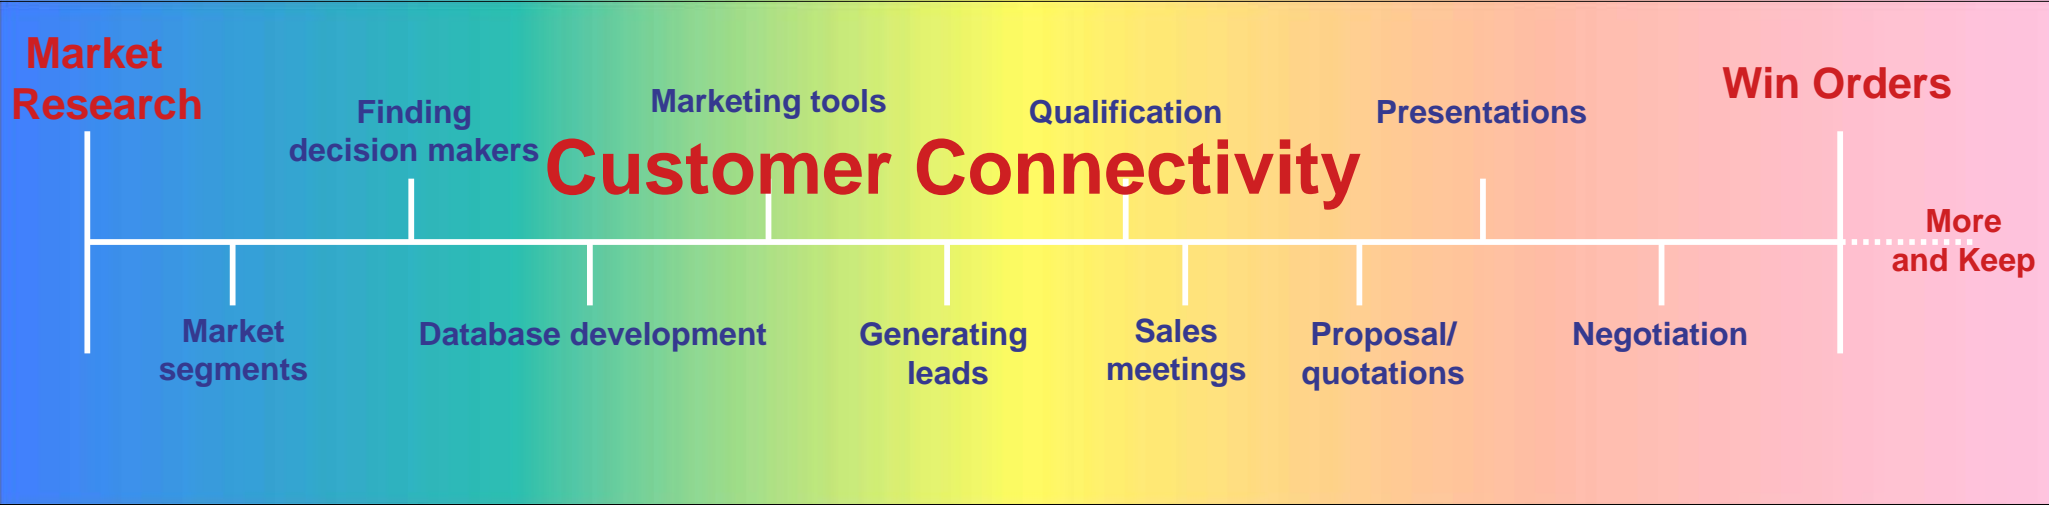 Market
Research
Finding
decision makers
Marketing tools
Qualification
Presentations
Win Orders
Customer Connectivity
More
and Keep
Market
segments
Database development
Generating
leads
Sales
meetings
Proposal/
quotations
Negotiation